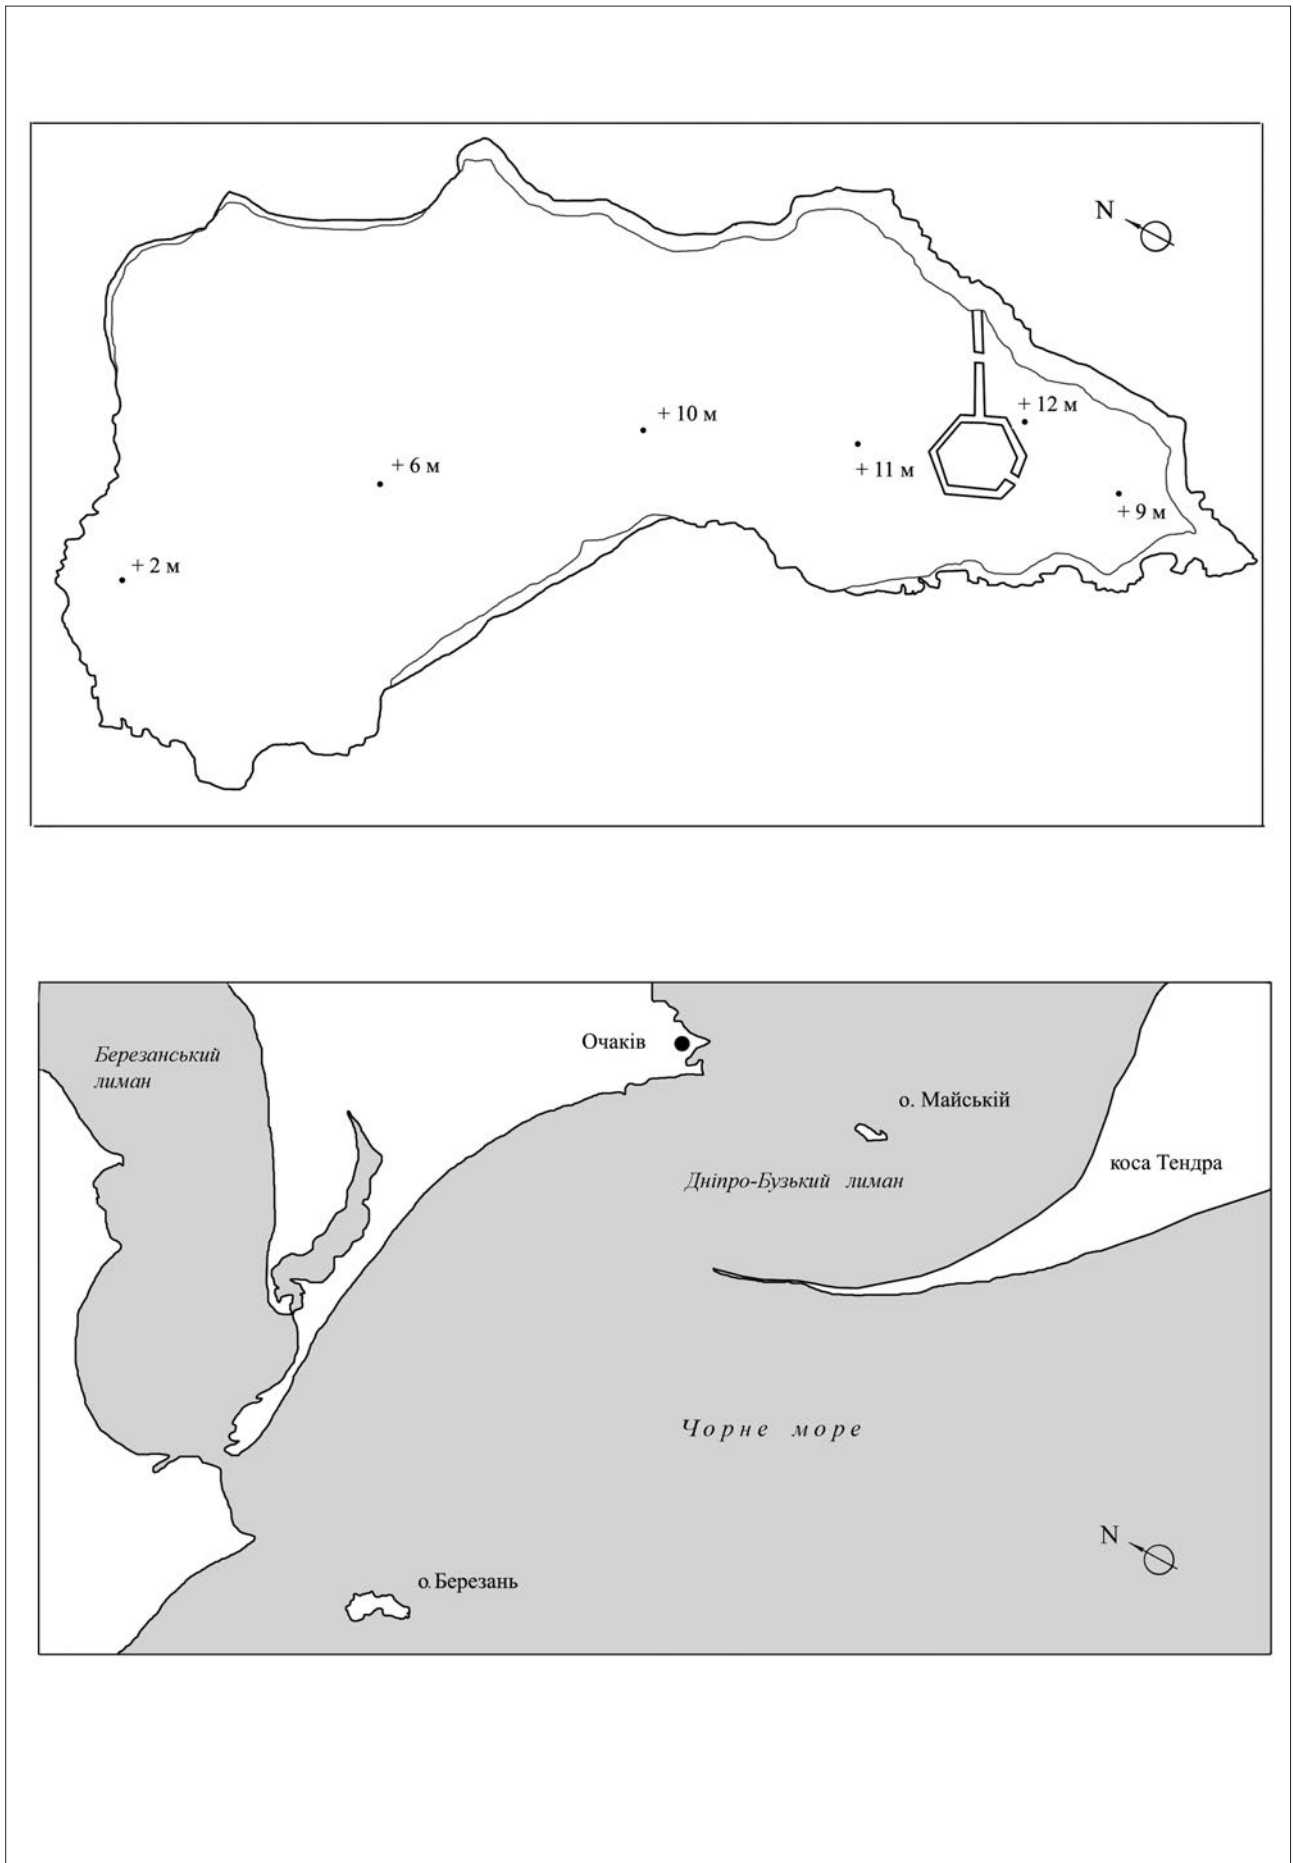 N
+ 12 м
+ 10 м
+ 6 м
+ 11 м
+ 9 м
+ 2 м
Очаків
Березанський
лиман
о. Майській
коса Тендра
Дніпро-Бузький лиман
Чорне море
N
о. Березань